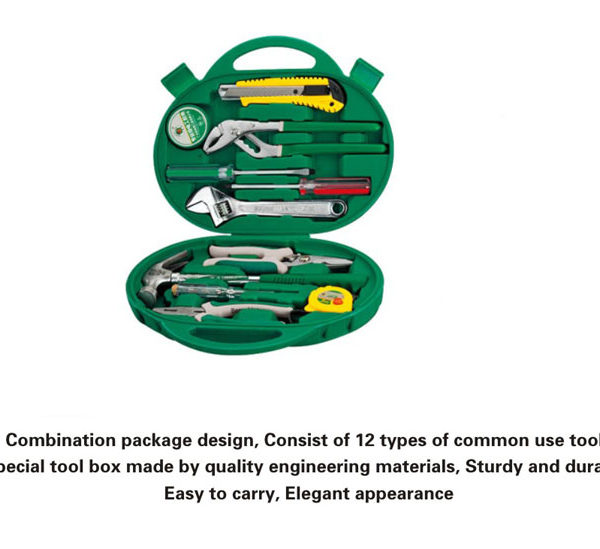 Combination package design, Consist of 12 types of common use tool
pecial tool box made by quality engineering materials, Sturdy and dura
Easy to carry, Elegant appearance